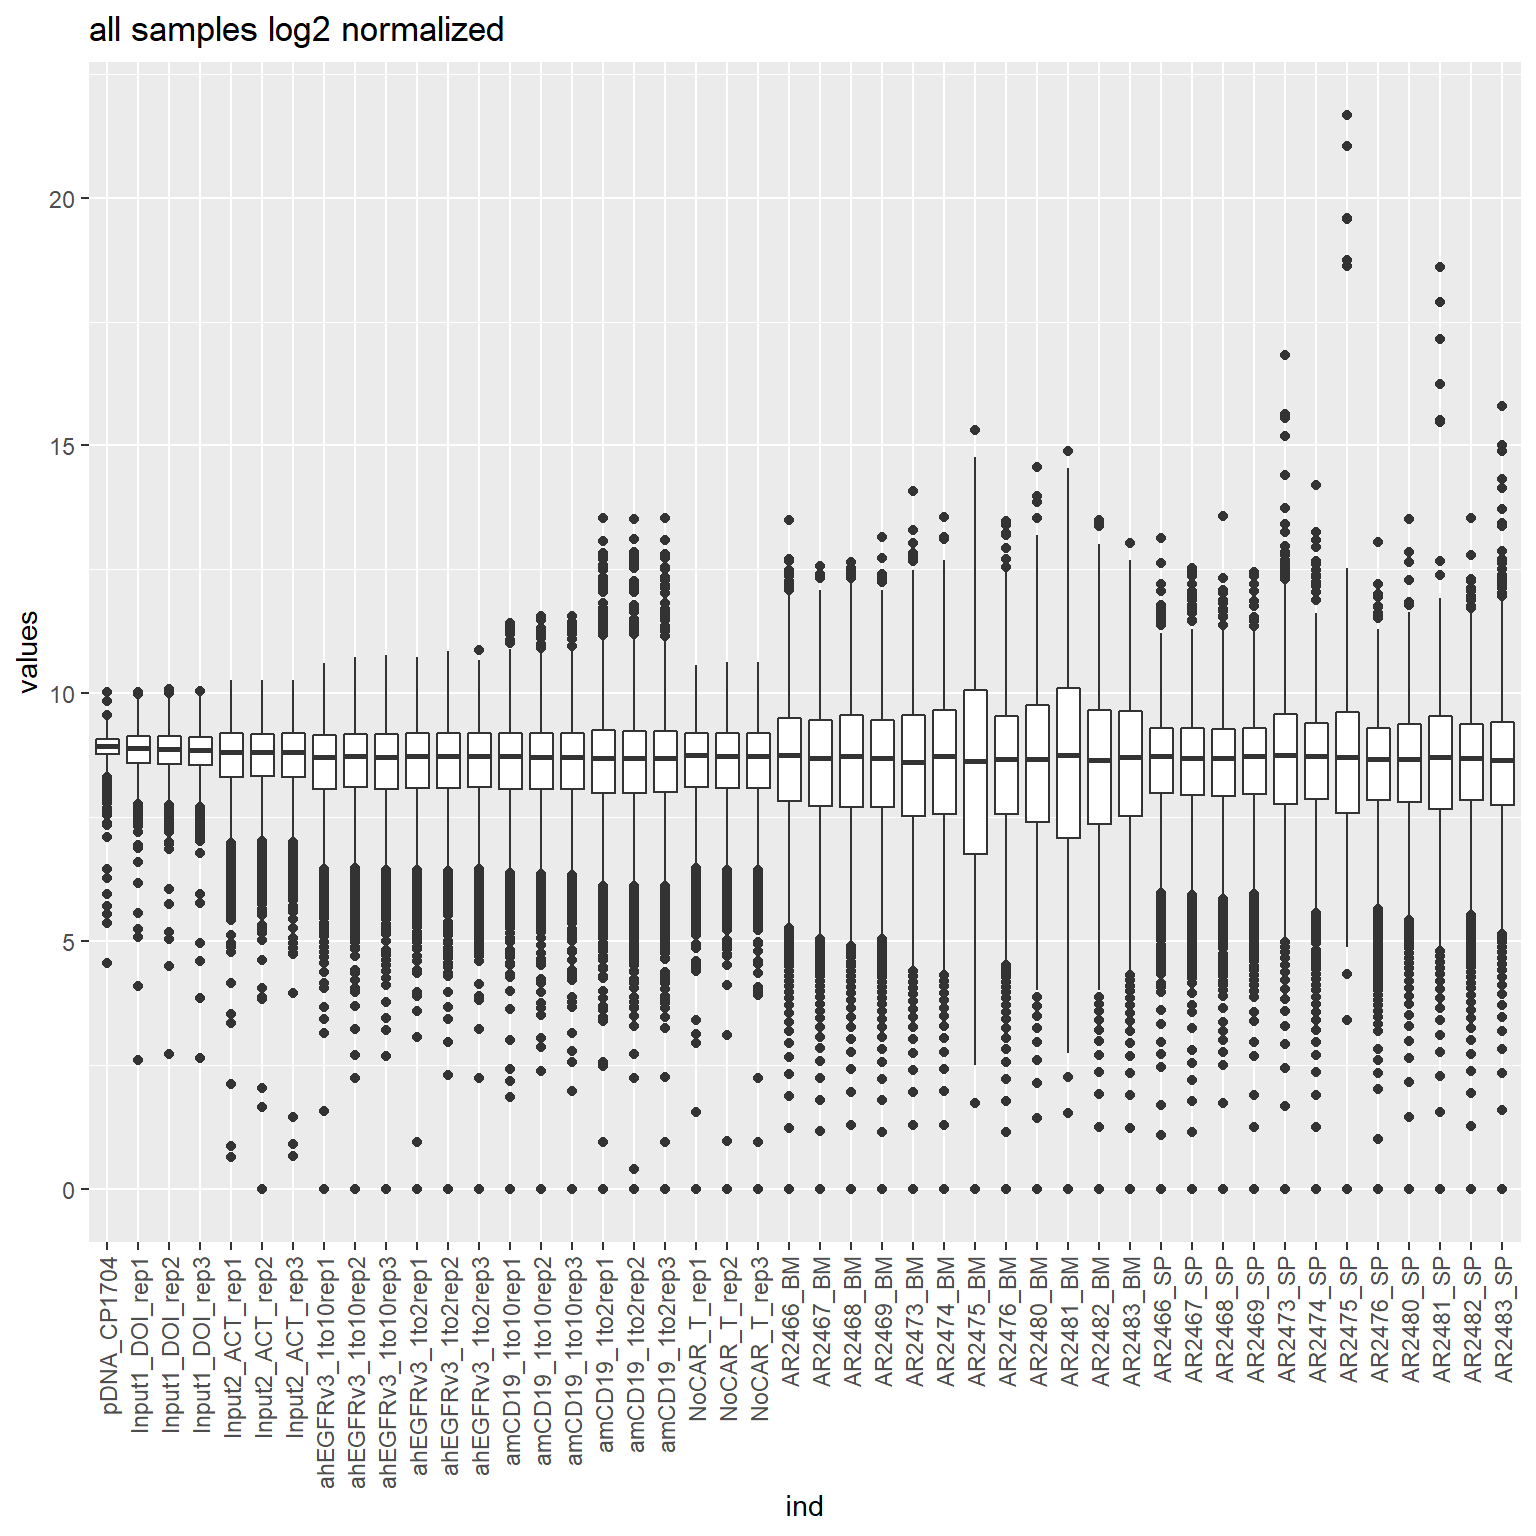 all samples log2 normalized
values
20
15
10
5
0
pDNA_CP1704
Input1_DOI_rep1
Input1_DOI_rep2
Input1_DOI_rep3
Input2_ACT_rep1
Input2_ACT_rep2
Input2_ACT_rep3
ahEGFRv3_1to10rep1
ahEGFRv3_1to10rep2
ahEGFRv3_1to10rep3
ahEGFRv3_1to2rep1
ahEGFRv3_1to2rep2
ahEGFRv3_1to2rep3
amCD19_1to10rep1
amCD19_1to10rep2
amCD19_1to10rep3
amCD19_1to2rep1
amCD19_1to2rep2
amCD19_1to2rep3
NoCAR_T_rep1
NoCAR_T_rep2
NoCAR_T_rep3
AR2466_BM
AR2467_BM
AR2468_BM
AR2469_BM
AR2473_BM
AR2474_BM
AR2475_BM
AR2476_BM
AR2480_BM
AR2481_BM
AR2482_BM
AR2483_BM
AR2466_SP
AR2467_SP
AR2468_SP
AR2469_SP
AR2473_SP
AR2474_SP
AR2475_SP
AR2476_SP
AR2480_SP
AR2481_SP
AR2482_SP
AR2483_SP
ind